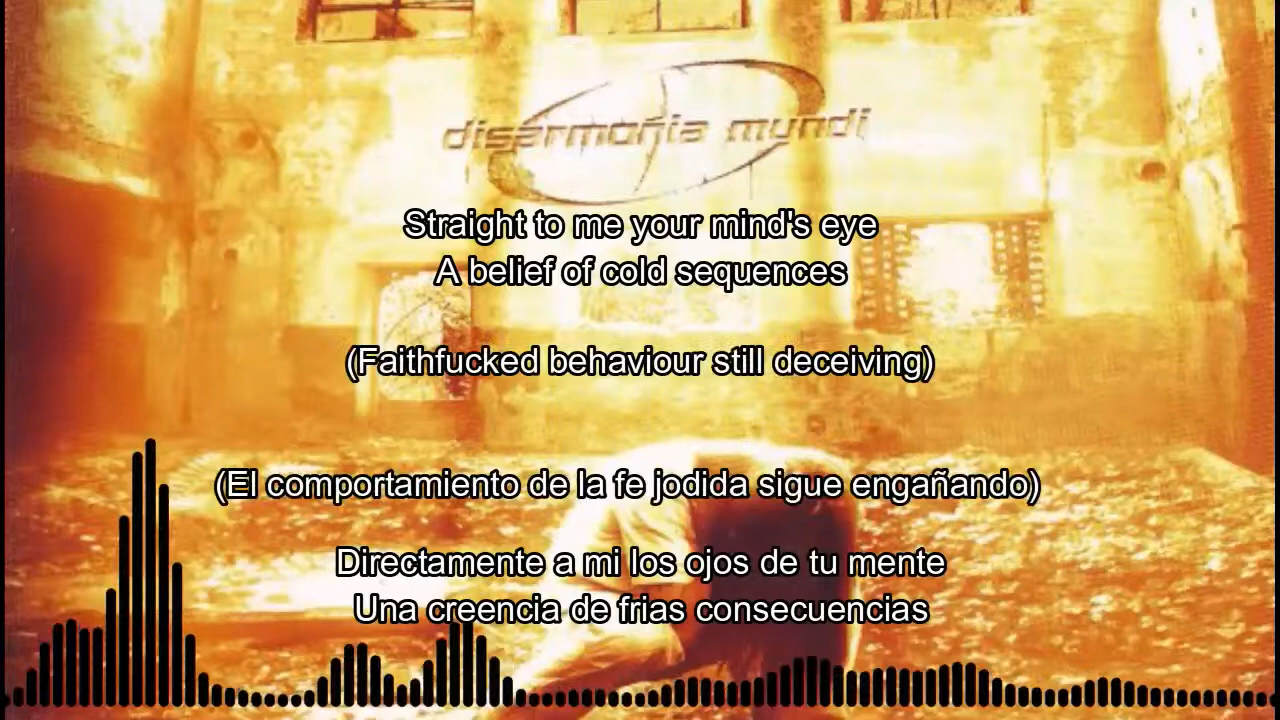 disarmonia mundi
Straight to me your mind's eye
A belief of cold sequences
(Faithfucked behaviour still deceiving)
(El comportamiento de la fe jodida sigue engañando)
Directamente a mi los ojos de tu mente
Una creencia de frias consecuencias